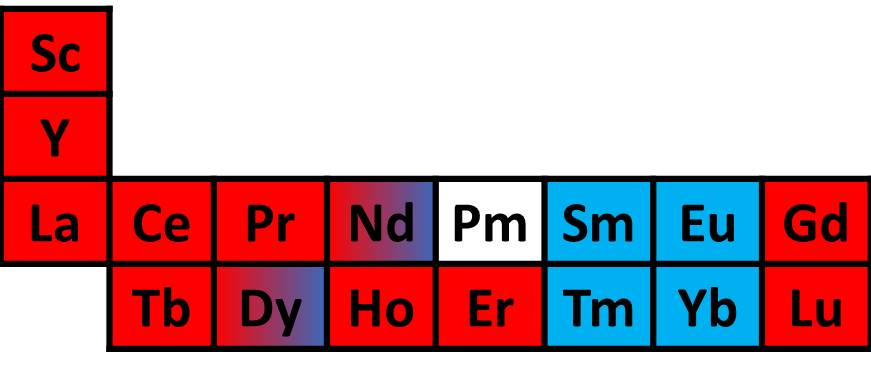 Sc
Y
La Ce Pr Nd Pm Sm Eu Gd
Tb Dy Ho Er Tm Yb Lu